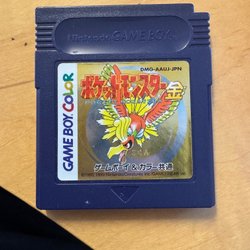 Nintendo GAME BOY
DMG-AAUJ-JPN
ポケットモンスター金
GAME BOY COLOR
ゲームボーイ＆カラー共通